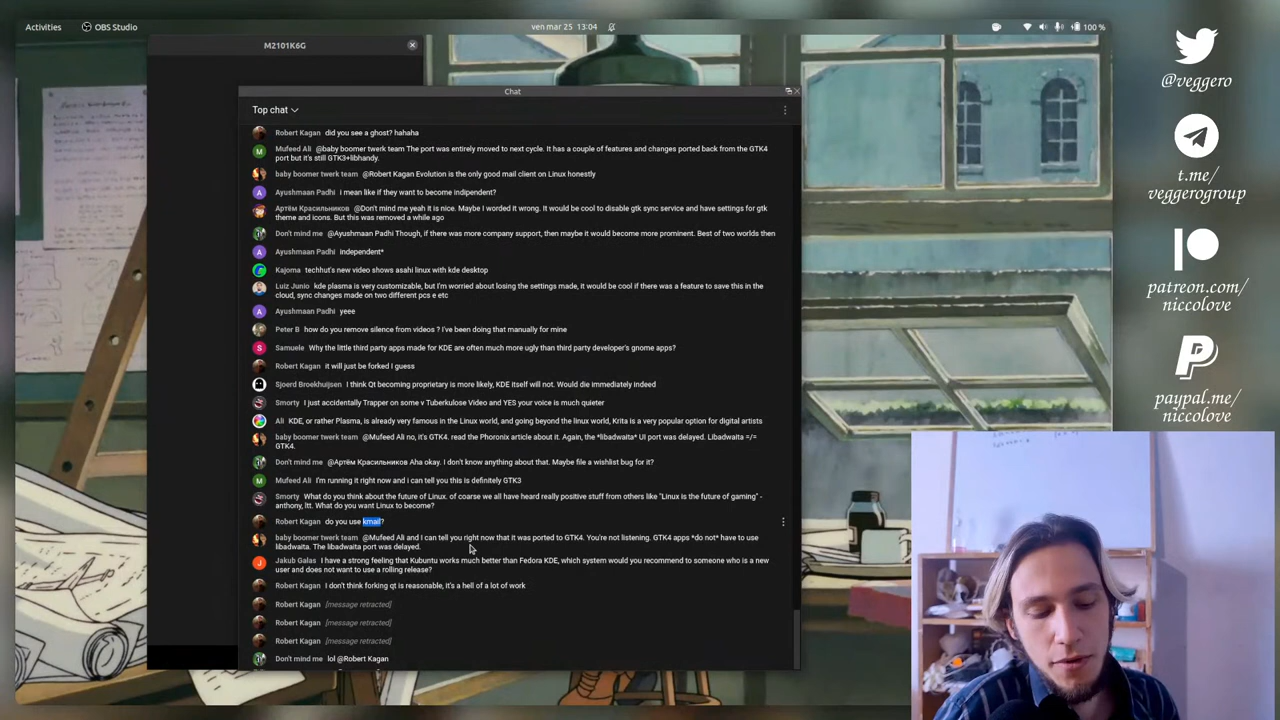 Activities
OBS Studio
ven mar 25 13:04
100 %
M2101K6G
Chat
Top chat
Robert Kagan did you see a ghost? hahaha
M Mufeed Ali @baby boomer twerk team The port was entirely moved to next cycle. It has a couple of features and changes ported back from the GTK4
port but it's still GTK3+libhandy.
baby boomer twerk team @Robert Kagan Evolution is the only good mail client on Linux honestly
A Ayushmaan Padhi i mean like if they want to become indipendent?
Артём Красильников @Don't mind me yeah it is nice. Maybe I worded it wrong. It would be cool to disable gtk sync service and have settings for gtk
theme and icons. But this was removed a while ago
Don't mind me @Ayushmaan Padhi Though, if there was more company support, then maybe it would become more prominent. Best of two worlds then
A Ayushmaan Padhi independent*
Kajoma techhut's new video shows asahi linux with kde desktop
Luiz Junio kde plasma is very customizable, but I'm worried about losing the settings made, it would be cool if there was a feature to save this in the
cloud, sync changes made on two different pcs e etc
A Ayushmaan Padhi yeee
Peter B how do you remove silence from videos ? I've been doing that manually for mine
S Samuele Why the little third party apps made for KDE are often much more ugly than third party developer's gnome apps?
Robert Kagan it will just be forked I guess
Sjoerd Broekhuijsen I think Qt becoming proprietary is more likely, KDE itself will not. Would die immediately indeed
Smorty I just accidentally Trapper on some v Tuberkulose Video and YES your voice is much quieter
Ali KDE, or rather Plasma, is already very famous in the Linux world, and going beyond the linux world, Krita is a very popular option for digital artists
baby boomer twerk team @Mufeed Ali no, it's GTK4. read the Phoronix article about it. Again, the *libadwaita* UI port was delayed. Libadwaita =/=
GTK4.
Don't mind me @Артём Красильников Aha okay. I don't know anything about that. Maybe file a wishlist bug for it?
M Mufeed Ali I'm running it right now and i can tell you this is definitely GTK3
Smorty What do you think about the future of Linux. of coarse we all have heard really positive stuff from others like "Linux is the future of gaming" -
anthony, ltt. What do you want Linux to become?
Robert Kagan do you use kmail?
baby boomer twerk team @Mufeed Ali and I can tell you right now that it was ported to GTK4. You're not listening. GTK4 apps *do not* have to use
libadwaita. The libadwaita port was delayed.
J Jakub Galas I have a strong feeling that Kubuntu works much better than Fedora KDE, which system would you recommend to someone who is a new
user and does not want to use a rolling release?
Robert Kagan I don't think forking qt is reasonable, it's a hell of a lot of work
Robert Kagan [message retracted]
Robert Kagan [message retracted]
Robert Kagan [message retracted]
Don't mind me lol @Robert Kagan
@veggero
t.me/
veggerogroup
patreon.com/
niccolove
paypal.me/
niccolove